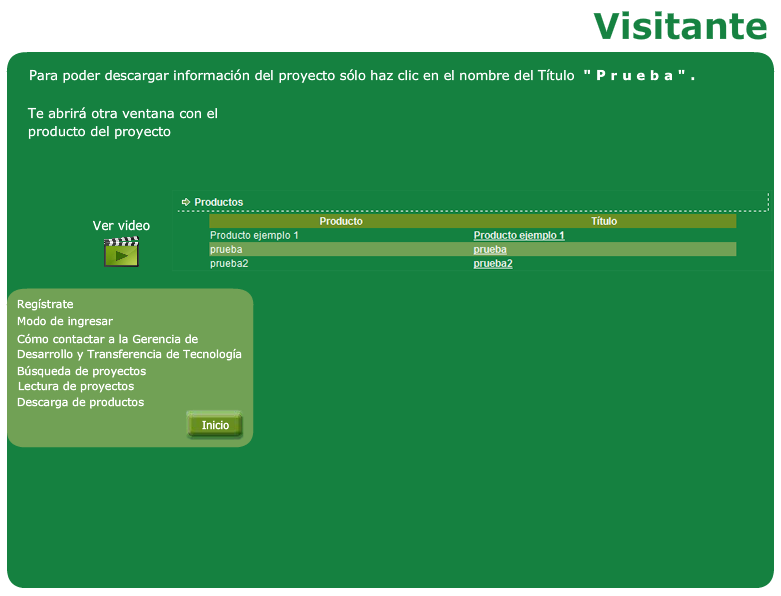 Visitante
Para poder descargar información del proyecto sólo haz clic en el nombre del Título "Prueba".
Te abrirá otra ventana con el
producto del proyecto
Productos
Producto Título
Producto ejemplo 1 Producto ejemplo 1
prueba prueba
prueba2 prueba2
Ver video
Regístrate
Modo de ingresar
Cómo contactar a la Gerencia de
Desarrollo y Transferencia de Tecnología
Búsqueda de proyectos
Lectura de proyectos
Descarga de productos
Inicio